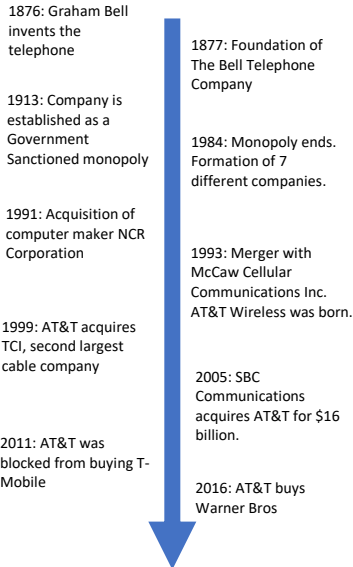 1876: Graham Bell
invents the
telephone
1877: Foundation of
The Bell Telephone
Company
1913: Company is
established as a
Government
Sanctioned monopoly
1984: Monopoly ends.
Formation of 7
different companies.
1991: Acquisition of
computer maker NCR
Corporation
1993: Merger with
McCaw Cellular
Communications Inc.
AT&T Wireless was born.
1999: AT&T acquires
TCI, second largest
cable company
2005: SBC
Communications
acquires AT&T for $16
billion.
2011: AT&T was
blocked from buying T-
Mobile
2016: AT&T buys
Warner Bros